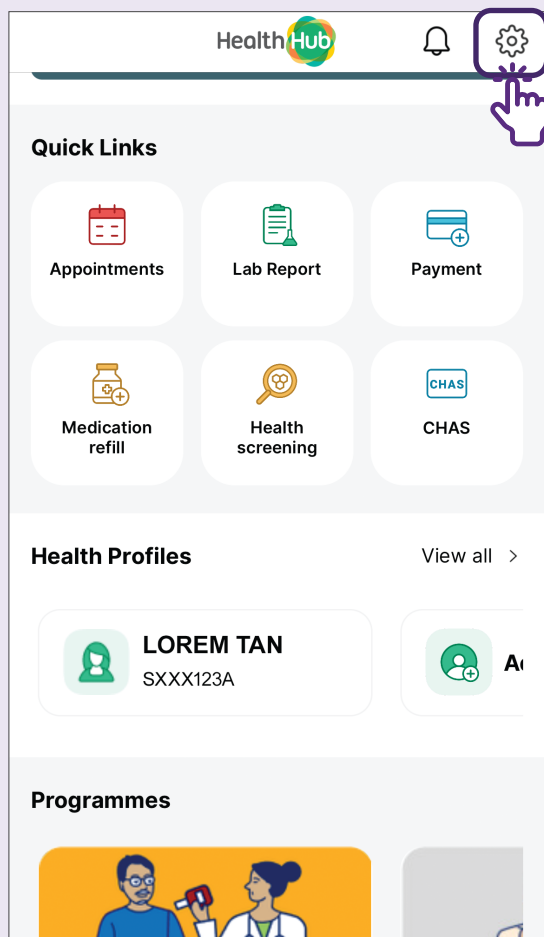 HealthHub
Quick Links
Appointments
Lab Report
Payment
Medication
refill
Health
screening
CHAS
CHAS
Health Profiles
View all
LOREM TAN
SXXX123A
Programmes